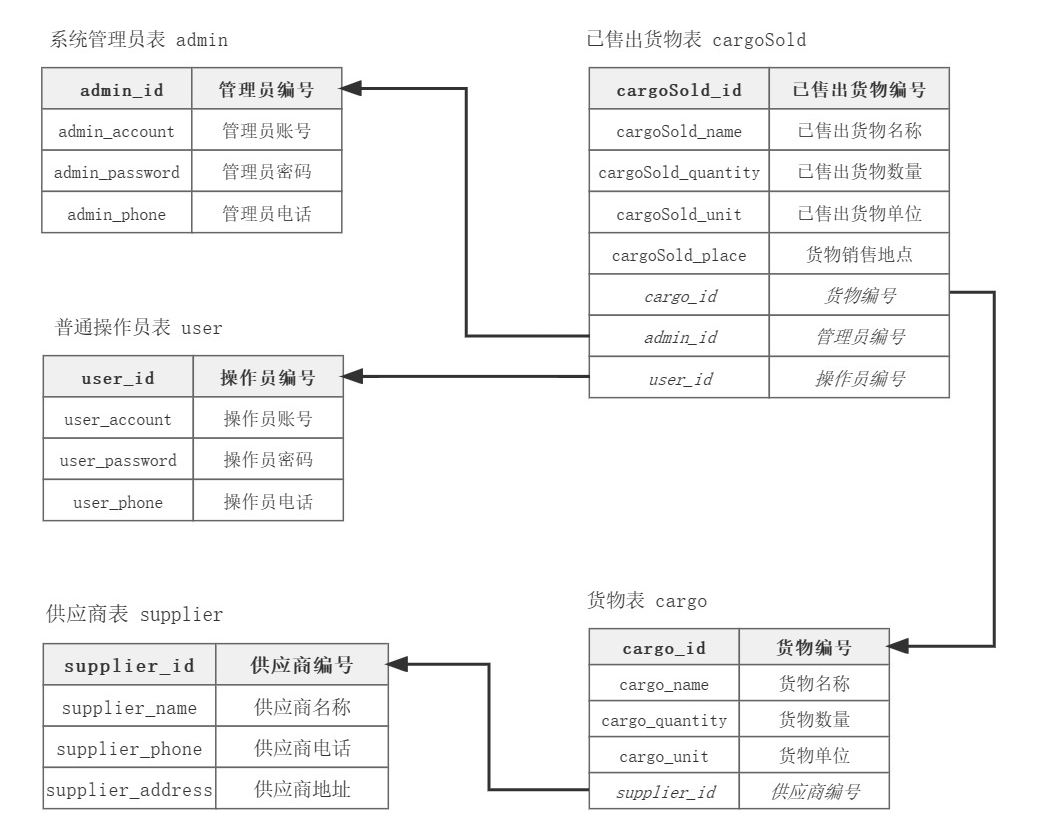 系统管理员表 admin
admin_id 管理员编号
admin_account 管理员账号
admin_password 管理员密码
admin_phone 管理员电话
普通操作员表 user
user_id 操作员编号
user_account 操作员账号
user_password 操作员密码
user_phone 操作员电话
供应商表 supplier
supplier_id 供应商编号
supplier_name 供应商名称
supplier_phone 供应商电话
supplier_address 供应商地址
已售出货物表 cargoSold
cargoSold_id 已售出货物编号
cargoSold_name 已售出货物名称
cargoSold_quantity 已售出货物数量
cargoSold_unit 已售出货物单位
cargoSold_place 货物销售地点
cargo_id 货物编号
admin_id 管理员编号
user_id 操作员编号
货物表 cargo
cargo_id 货物编号
cargo_name 货物名称
cargo_quantity 货物数量
cargo_unit 货物单位
supplier_id 供应商编号